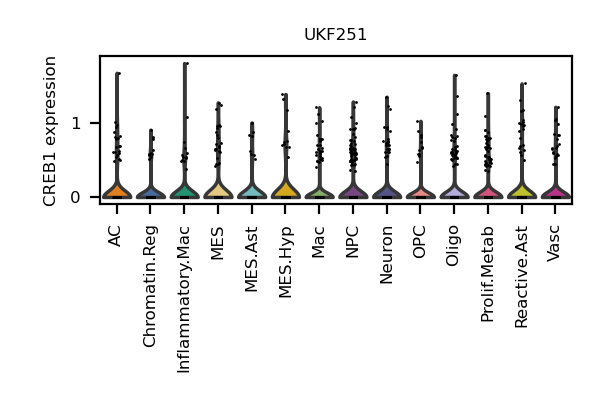 UKF251
CREB1 expression
1
0
AC
Chromatin.Reg
Inflammatory.Mac
MES
MES.Ast
MES.Hyp
Mac
NPC
Neuron
OPC
Oligo
Prolif.Metab
Reactive.Ast
Vasc